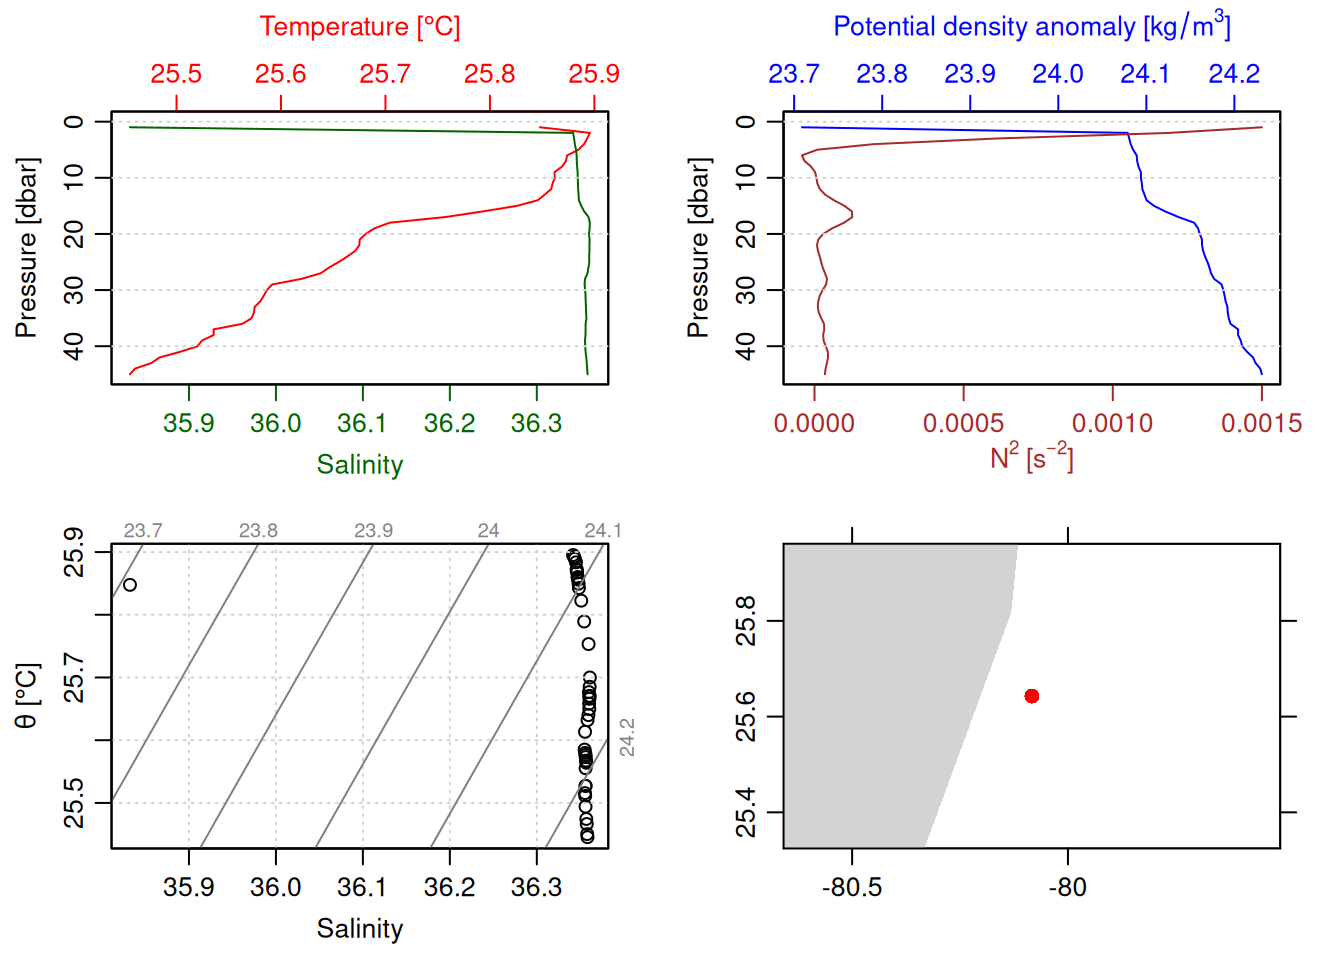 Temperature [°C]
25.5 25.6 25.7 25.8 25.9
Pressure [dbar]
0
10
20
30
40
35.9 36.0 36.1 36.2 36.3
Salinity
Potential density anomaly [kg/m³]
23.7 23.8 23.9 24.0 24.1 24.2
Pressure [dbar]
0
10
20
30
40
0.0000 0.0005 0.0010 0.0015
N² [s⁻²]
23.7 23.8 23.9 24 24.1
24.2
θ [°C]
25.9
25.7
25.5
35.9 36.0 36.1 36.2 36.3
Salinity
25.8
25.6
25.4
-80.5 -80